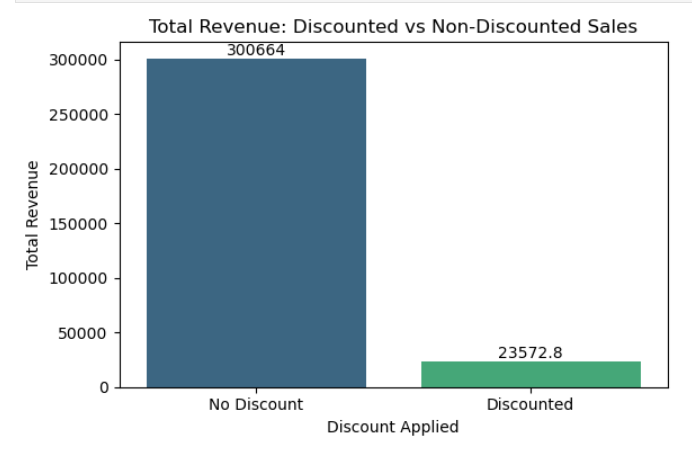 Total Revenue: Discounted vs Non-Discounted Sales
300664
300000
250000
200000
150000
100000
50000
0
Total Revenue
23572.8
No Discount
Discounted
Discount Applied